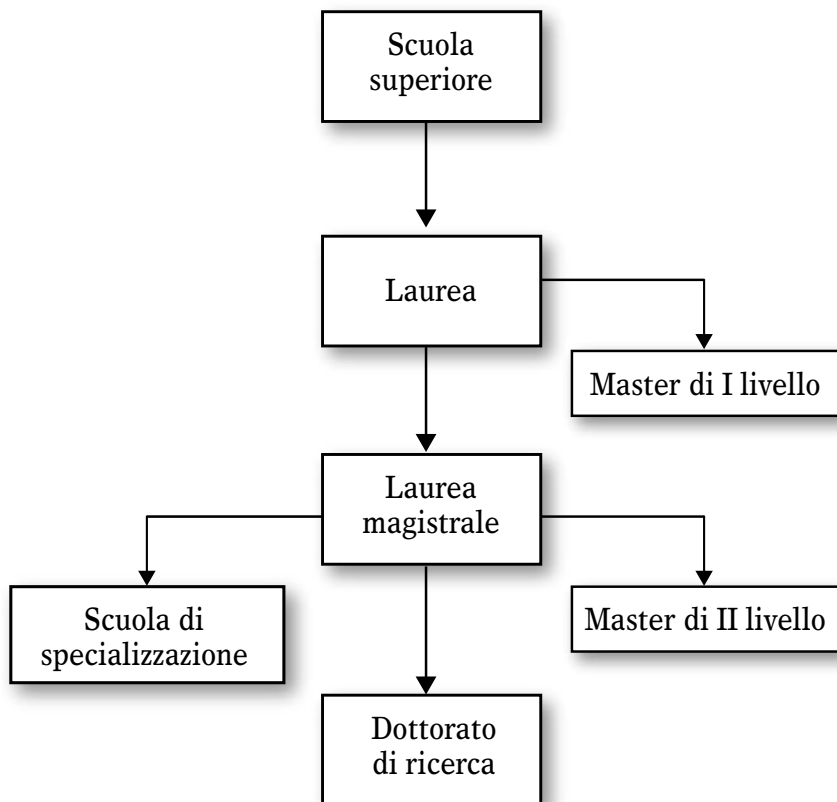 Scuola
superiore
Laurea
Master di I livello
Laurea
magistrale
Scuola di
specializzazione
Master di II livello
Dottorato
di ricerca